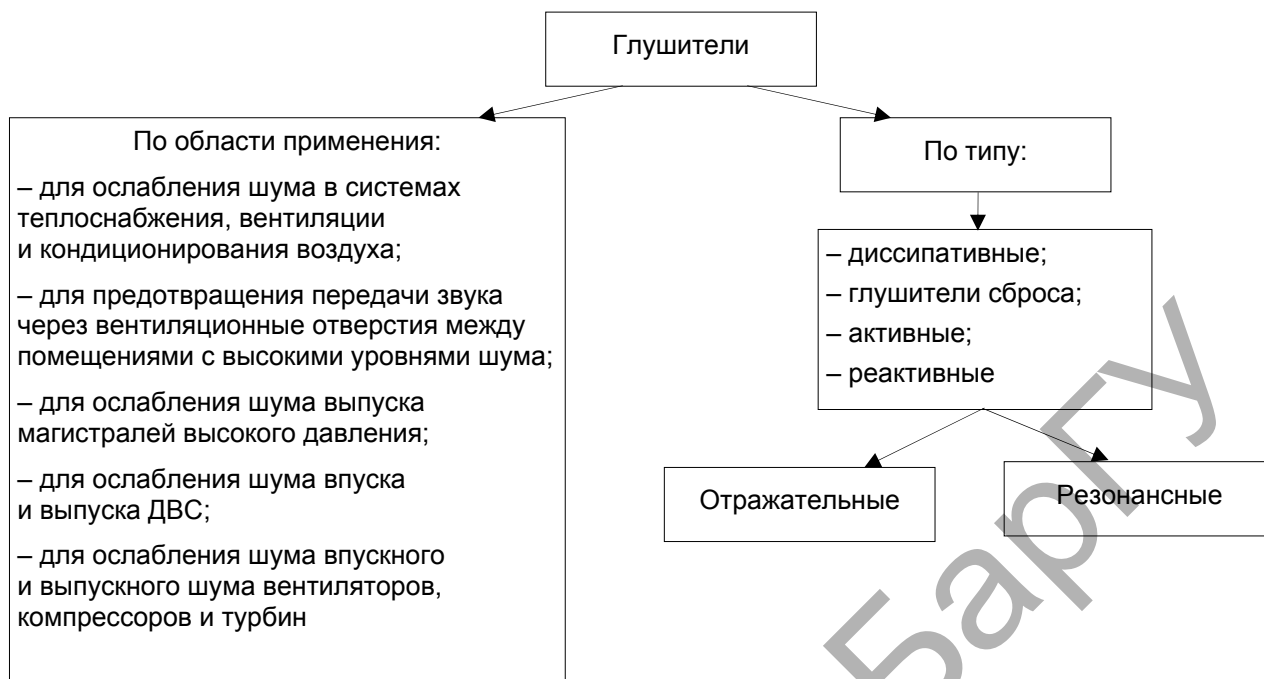 Глушители
По области применения:
– для ослабления шума в системах
теплоснабжения, вентиляции
и кондиционирования воздуха;
– для предотвращения передачи звука
через вентиляционные отверстия между
помещениями с высокими уровнями шума;
– для ослабления шума выпуска
магистралей высокого давления;
– для ослабления шума впуска
и выпуска ДВС;
– для ослабления шума впускного
и выпускного шума вентиляторов,
компрессоров и турбин
По типу:
– диссипативные;
– глушители сброса;
– активные;
– реактивные
Отражательные
Резонансные
БарГУ